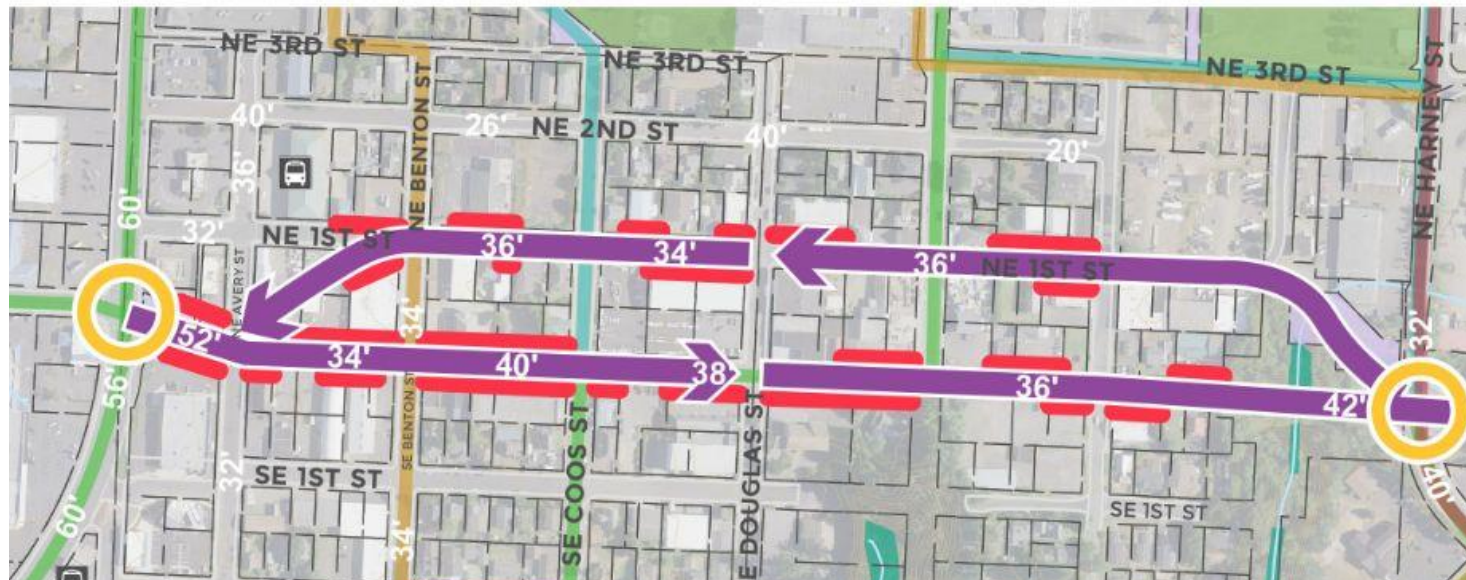 NE 3RD ST
NE 3RD ST
NE 3RD ST
NE HARNEY ST
40'
26'
NE 2ND ST
40'
20'
36'
NE BENTON ST
60'
32'
NE 1ST ST
36'
34'
36'
NE 1ST ST
NE AVERY ST
52'
34'
34'
40'
38
36'
42'
32'
56'
SE BENTON ST
SE COOS ST
E DOUGLAS ST
40'
60'
32'
SE 1ST ST
34'
SE 1ST ST